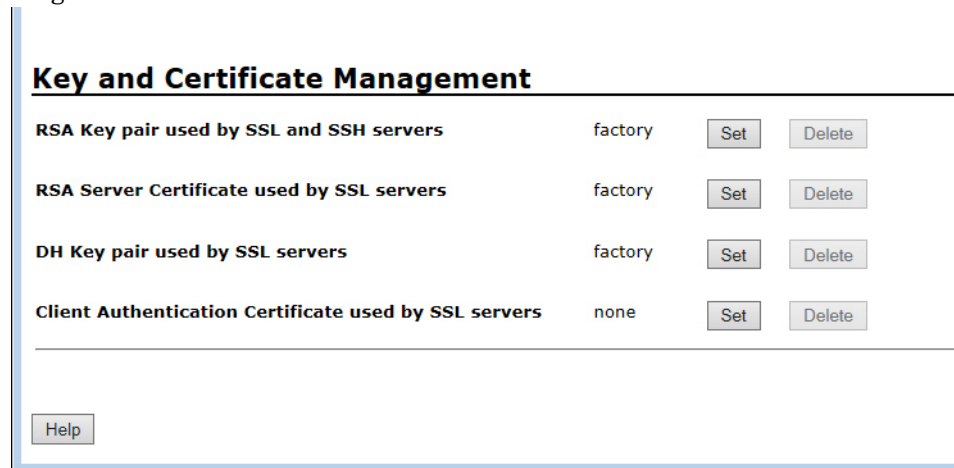 Key and Certificate Management
RSA Key pair used by SSL and SSH servers factory Set Delete
RSA Server Certificate used by SSL servers factory Set Delete
DH Key pair used by SSL servers factory Set Delete
Client Authentication Certificate used by SSL servers none Set Delete
Help